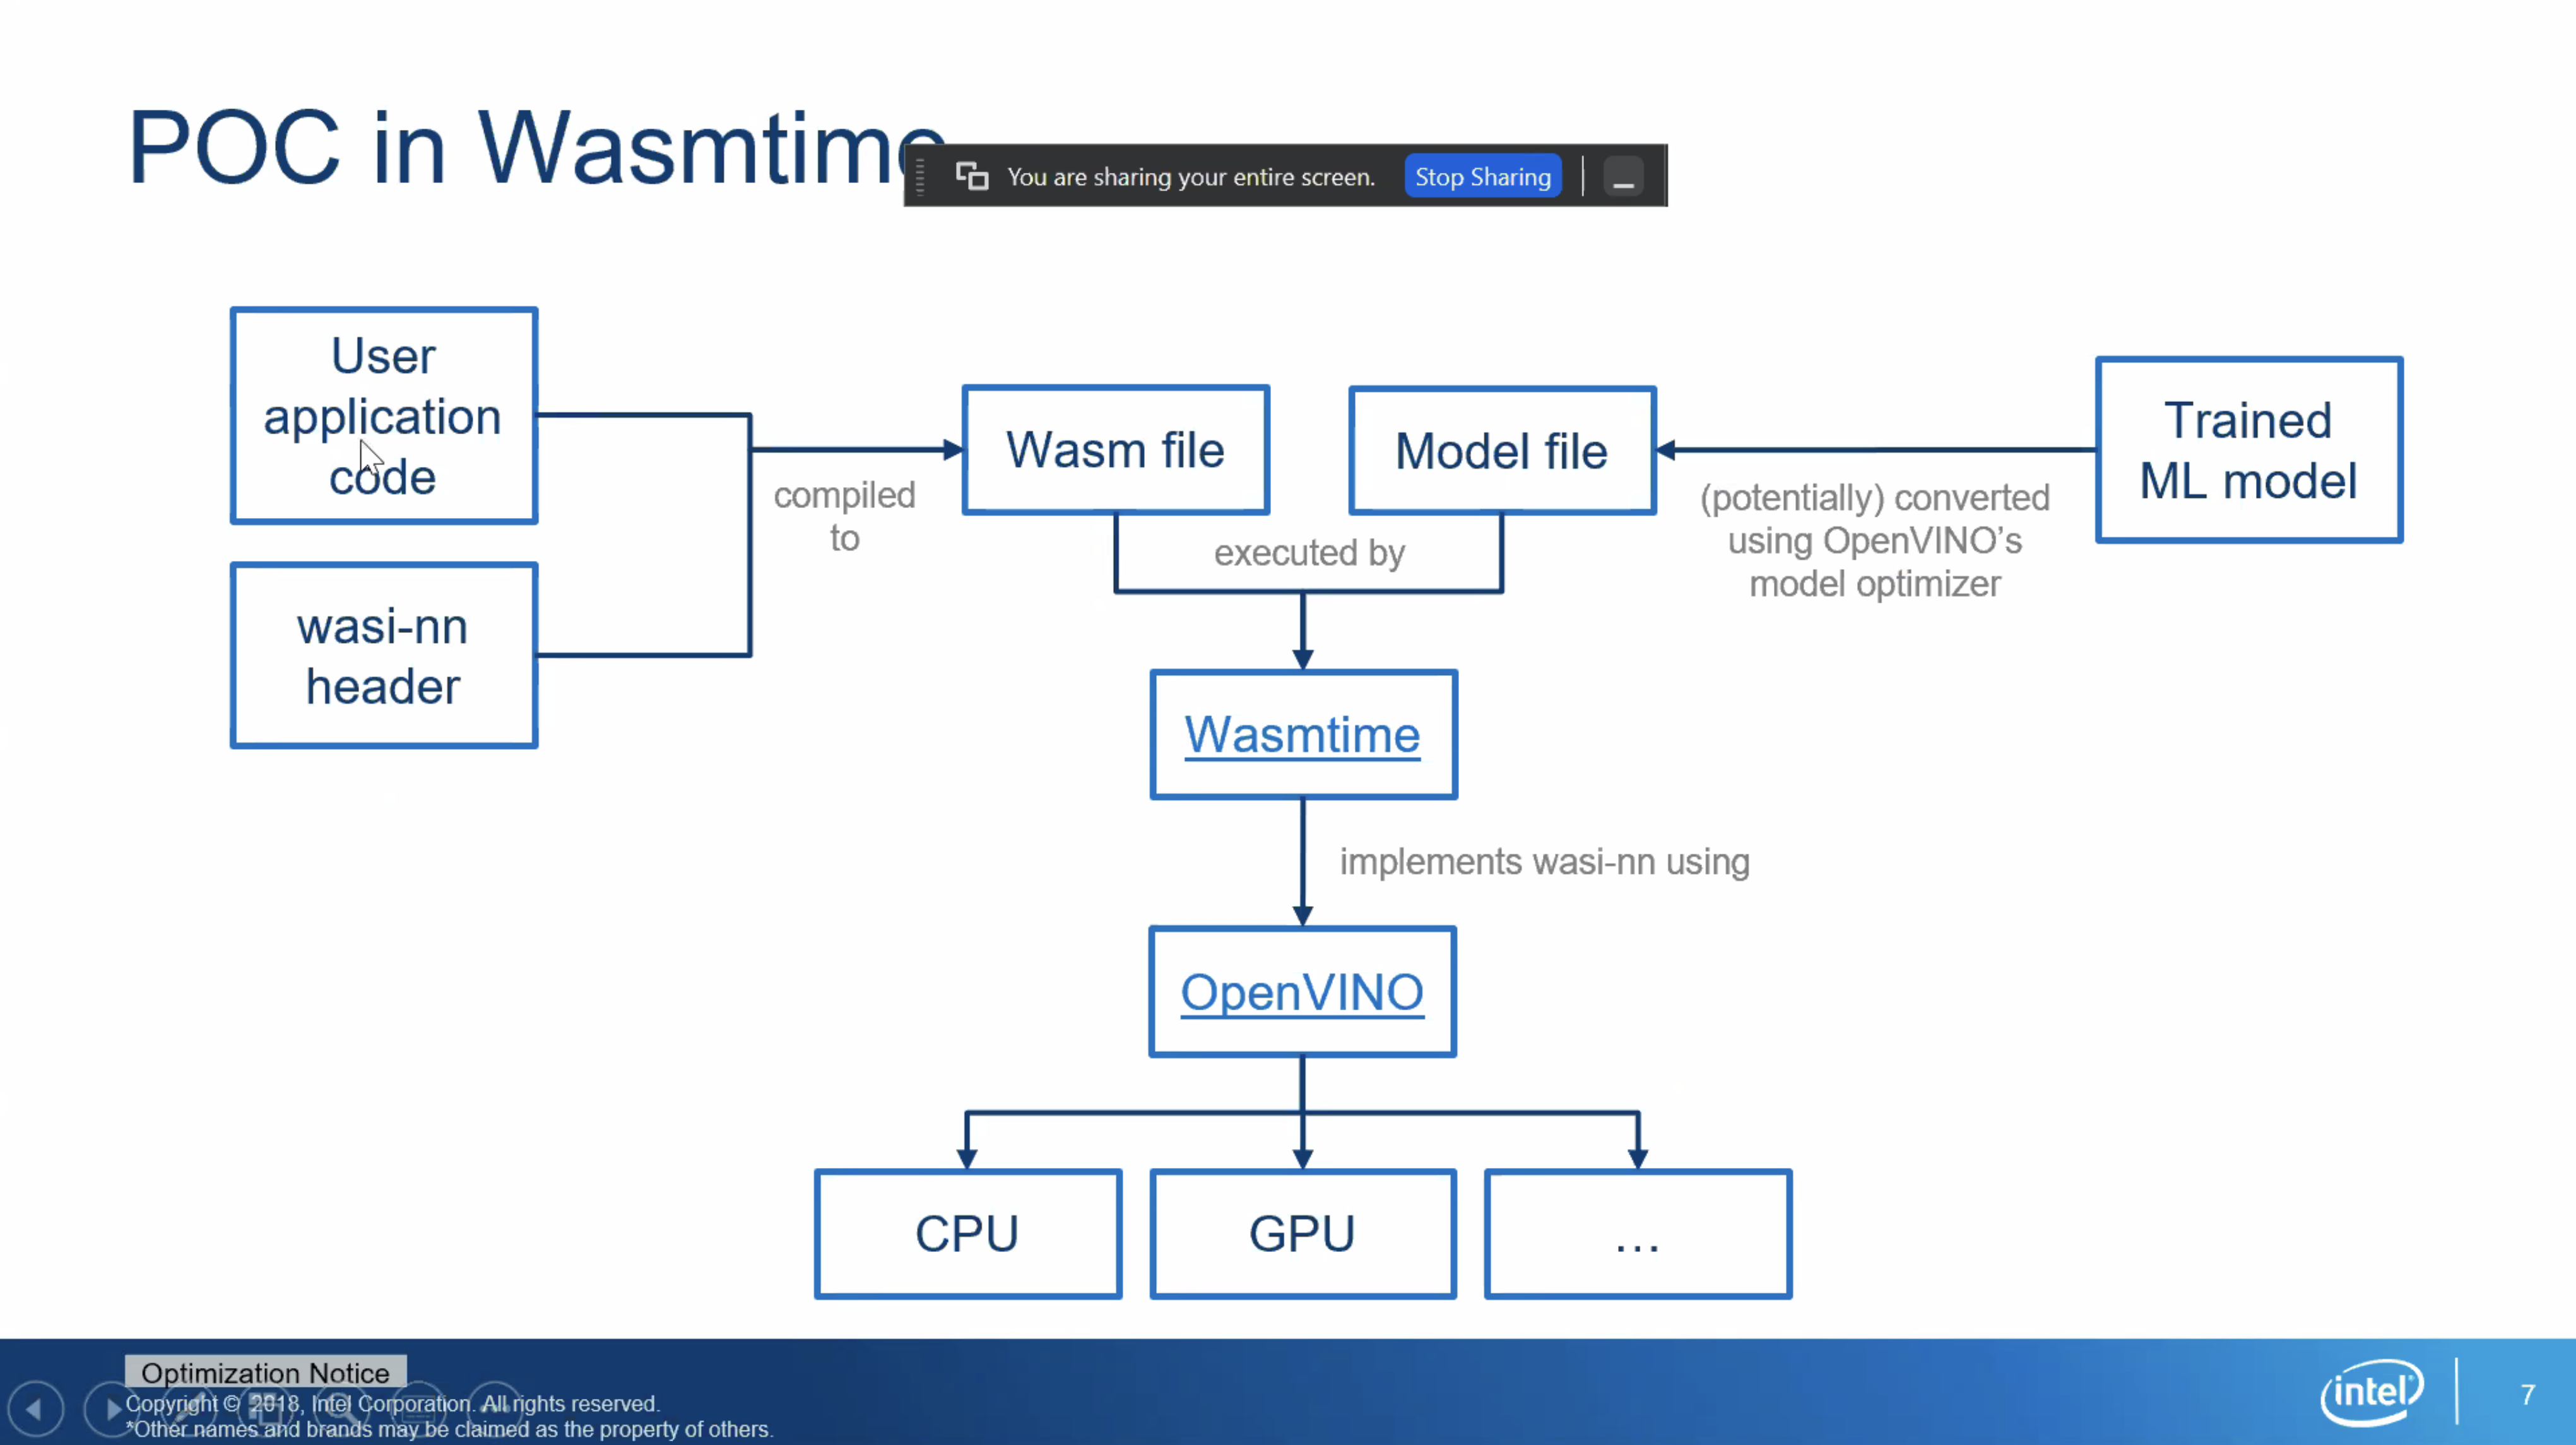 POC in Wasmtime
You are sharing your entire screen. Stop Sharing
User
application
code
wasi-nn
header
compiled
to
Wasm file
Model file
executed by
(potentially) converted
using OpenVINO’s
model optimizer
Trained
ML model
Wasmtime
implements wasi-nn using
OpenVINO
CPU
GPU
...
Optimization Notice
Copyright © 2018, Intel Corporation. All rights reserved.
*Other names and brands may be claimed as the property of others.
intel
7